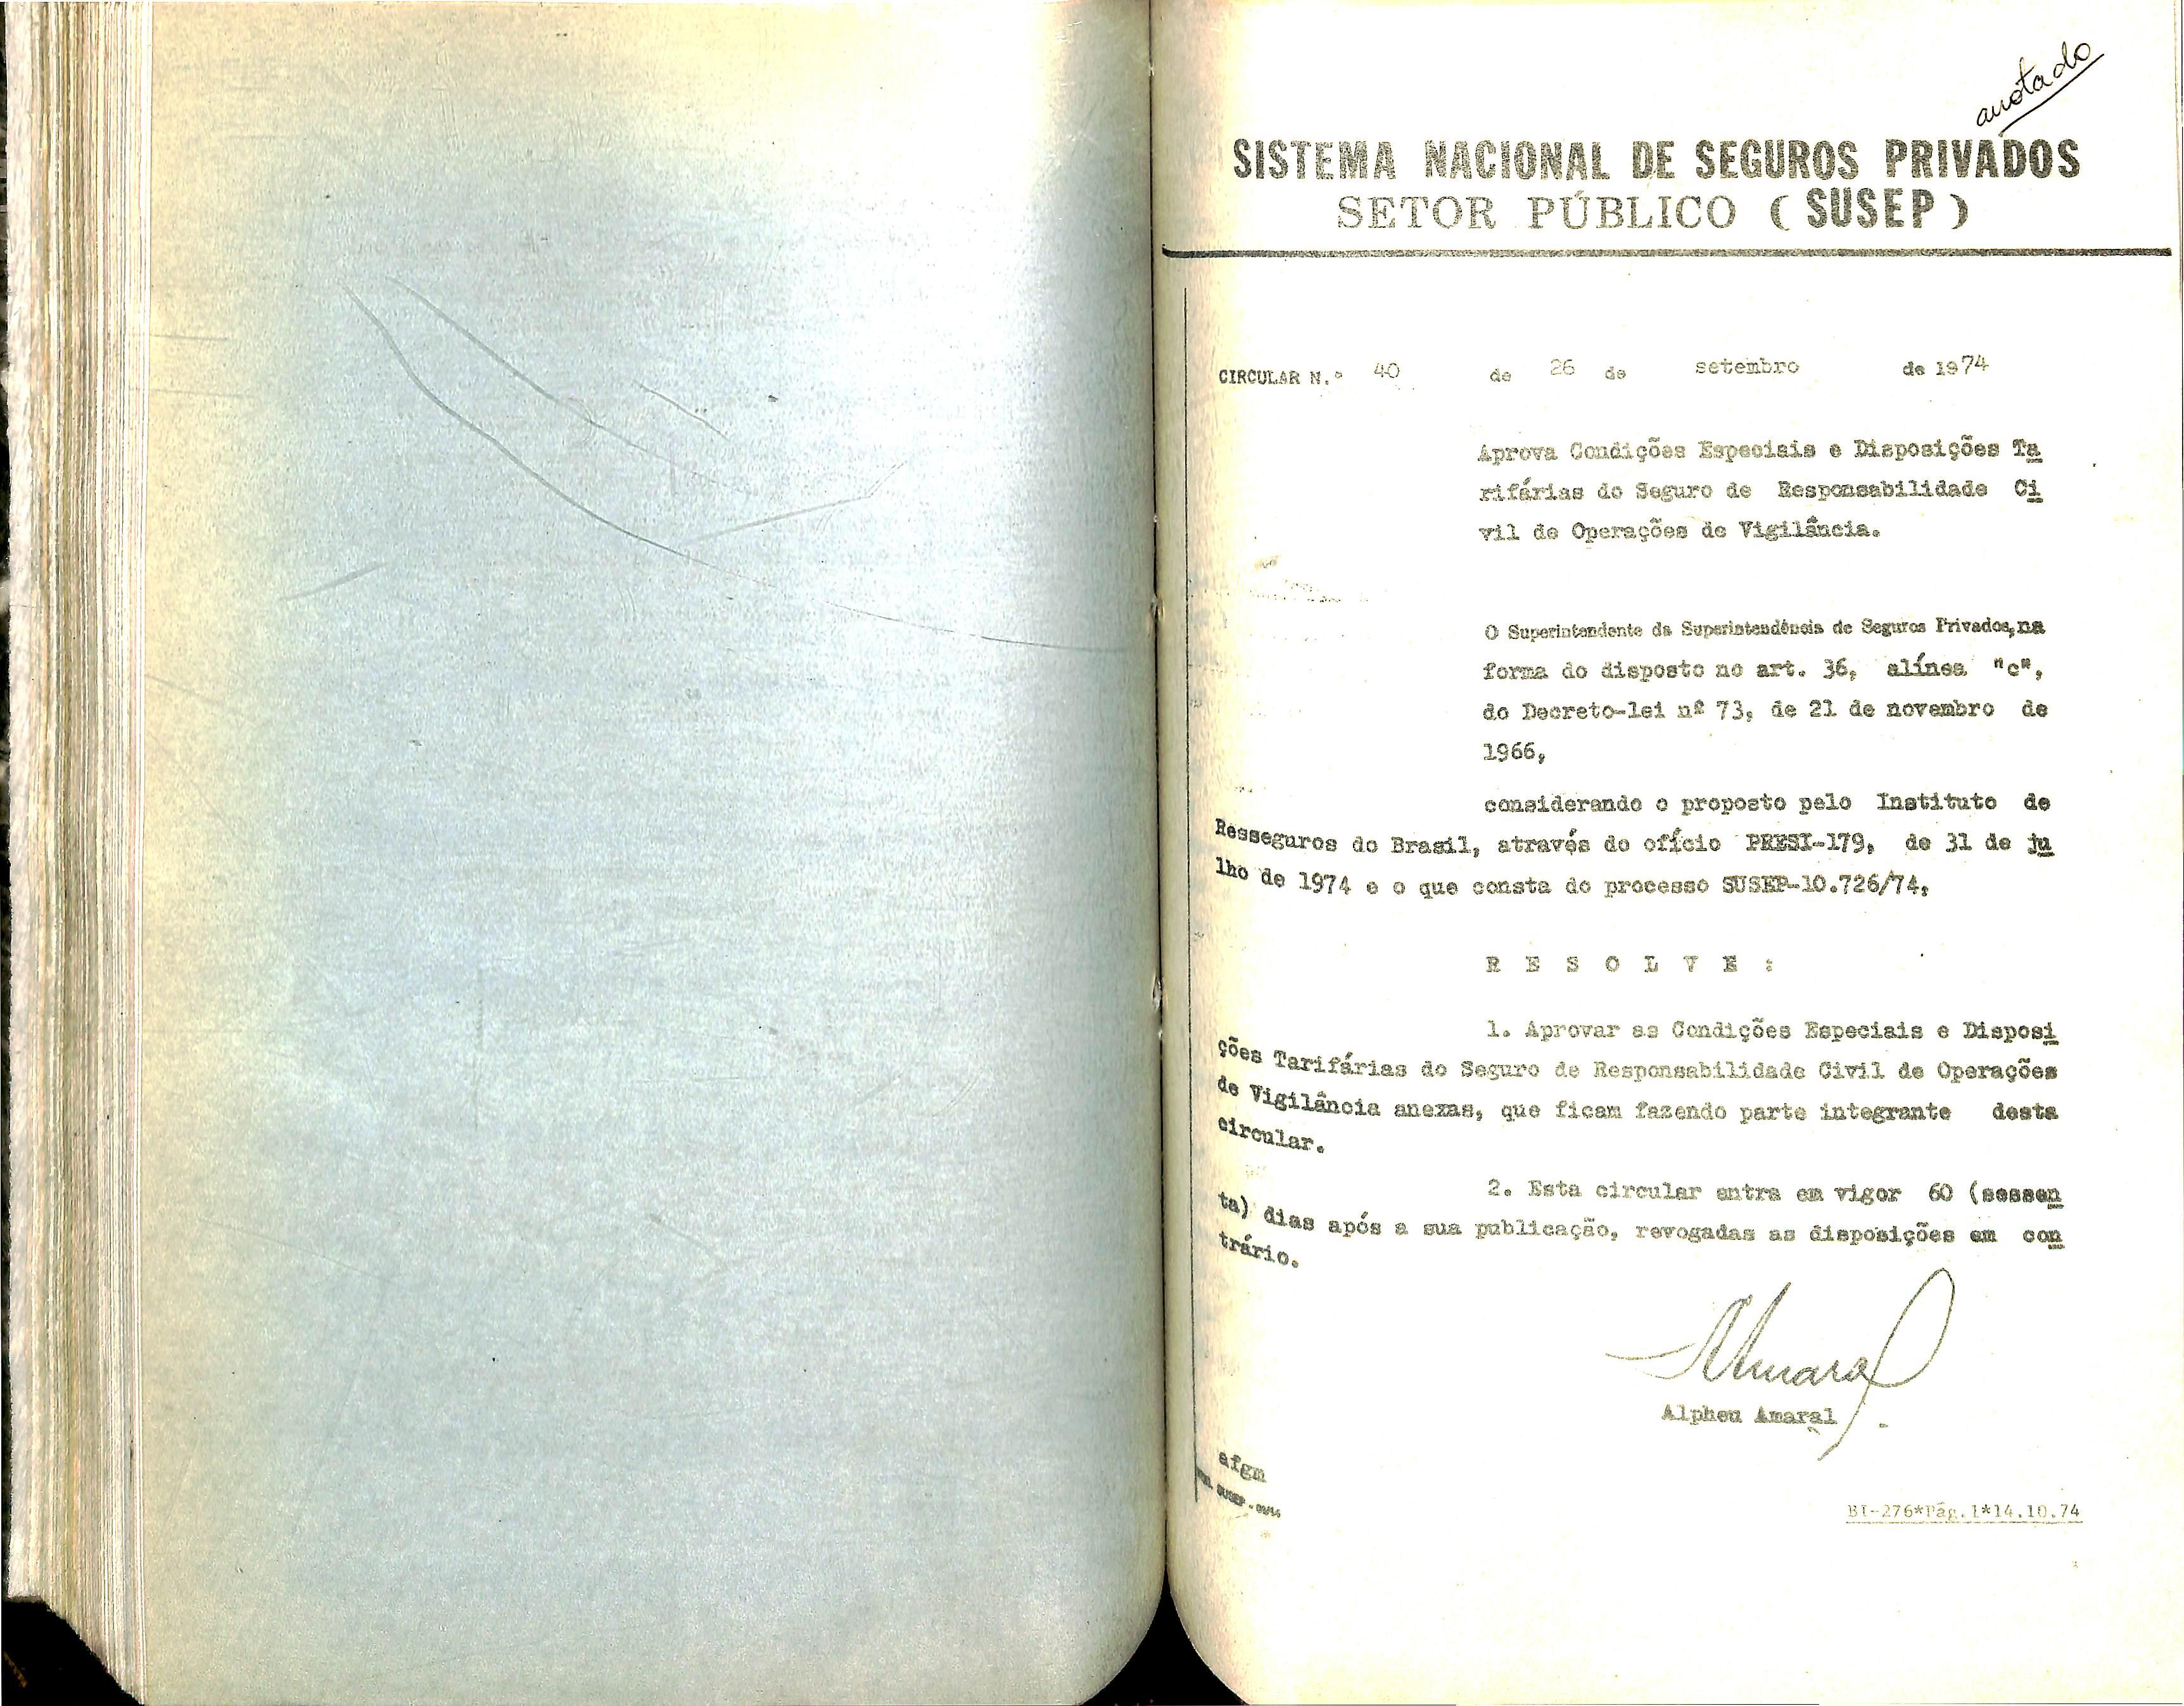 anotado
SISTEMA NACIONAL DE SEGUROS PRIVADOS
SETOR PÚBLICO ( SUSEP )
CIRCULAR N.º 40 de 26 de setembro de 1974
Aprova Condições Especiais e Disposições Ta
rifárias do Seguro de Responsabilidade Ci
vil de Operações de Vigilância.
O Superintendente da Superintendência de Seguros Privados, na
forma do disposto no art. 36, alínea "c",
do Decreto-lei nº 73, de 21 de novembro de
1966,
considerando o proposto pelo Instituto de
Resseguros do Brasil, através do ofício PRESI-179, de 31 de ju
lho de 1974 e o que consta do processo SUSEP-10.726/74,
R E S O L V E :
1. Aprovar as Condições Especiais e Disposi
ções Tarifárias do Seguro de Responsabilidade Civil de Operações
de Vigilância anexas, que ficam fazendo parte integrante desta
circular.
2. Esta circular entra em vigor 60 (sessen
ta) dias após a sua publicação, revogadas as disposições em con
trário.
Amaral
Alpheu Amaral
afgm
SUSEP
BI-276*Pág.1*14.10.74